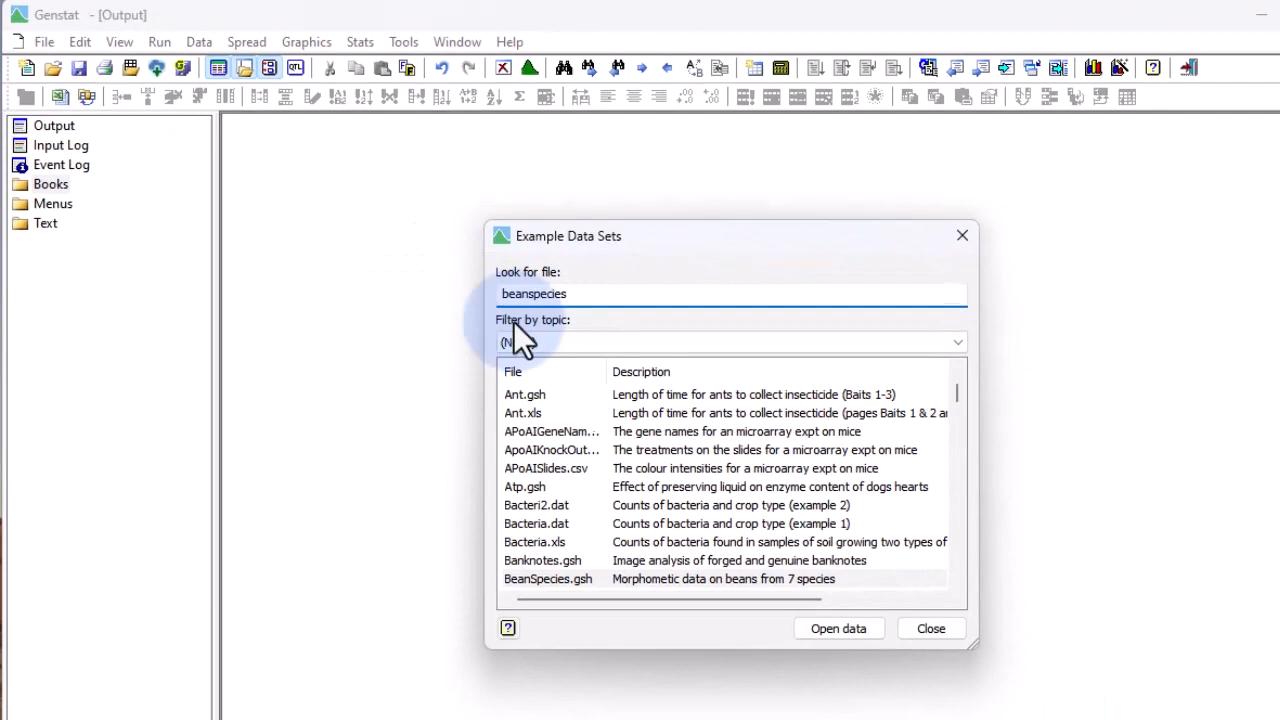 Genstat - [Output]
File Edit View Run Data Spread Graphics Stats Tools Window Help
QTL
Output
Input Log
Event Log
Books
Menus
Text
Example Data Sets
Look for file:
beanspecies
Filter by topic:
File Description
Ant.gsh Length of time for ants to collect insecticide (Baits 1-3)
Ant.xls Length of time for ants to collect insecticide (pages Baits 1 & 2 a
APoAIGeneNam... The gene names for an microarray expt on mice
ApoAIKnockOut... The treatments on the slides for a microarray expt on mice
APoAISlides.csv The colour intensities for a microarray expt on mice
Atp.gsh Effect of preserving liquid on enzyme content of dogs hearts
Bacteri2.dat Counts of bacteria and crop type (example 2)
Bacteria.dat Counts of bacteria and crop type (example 1)
Bacteria.xls Counts of bacteria found in samples of soil growing two types of
Banknotes.gsh Image analysis of forged and genuine banknotes
BeanSpecies.gsh Morphometic data on beans from 7 species
Open data Close